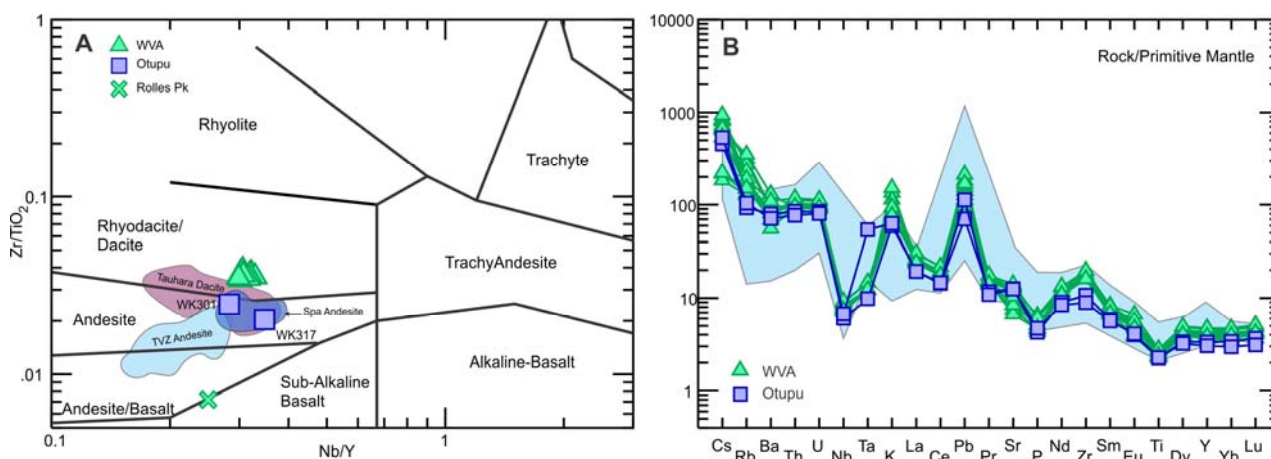 A
WVA
Otupu
Rolles Pk
1
0.1
.01
Zr/TiO2
Rhyolite
Trachyte
Rhyodacite/
Dacite
TrachyAndesite
Tauhara Dacite
WK301
Andesite
Spa Andesite
WK317
TVZ Andesite
Alkaline-Basalt
Sub-Alkaline
Basalt
Andesite/Basalt
0.1
1
Nb/Y
B
Rock/Primitive Mantle
10000
1000
100
10
1
WVA
Otupu
Cs Rb Ba Th U Nb Ta K La Ce Pb Pr Sr P Nd Zr Sm Eu Ti Dy Y Yb Lu